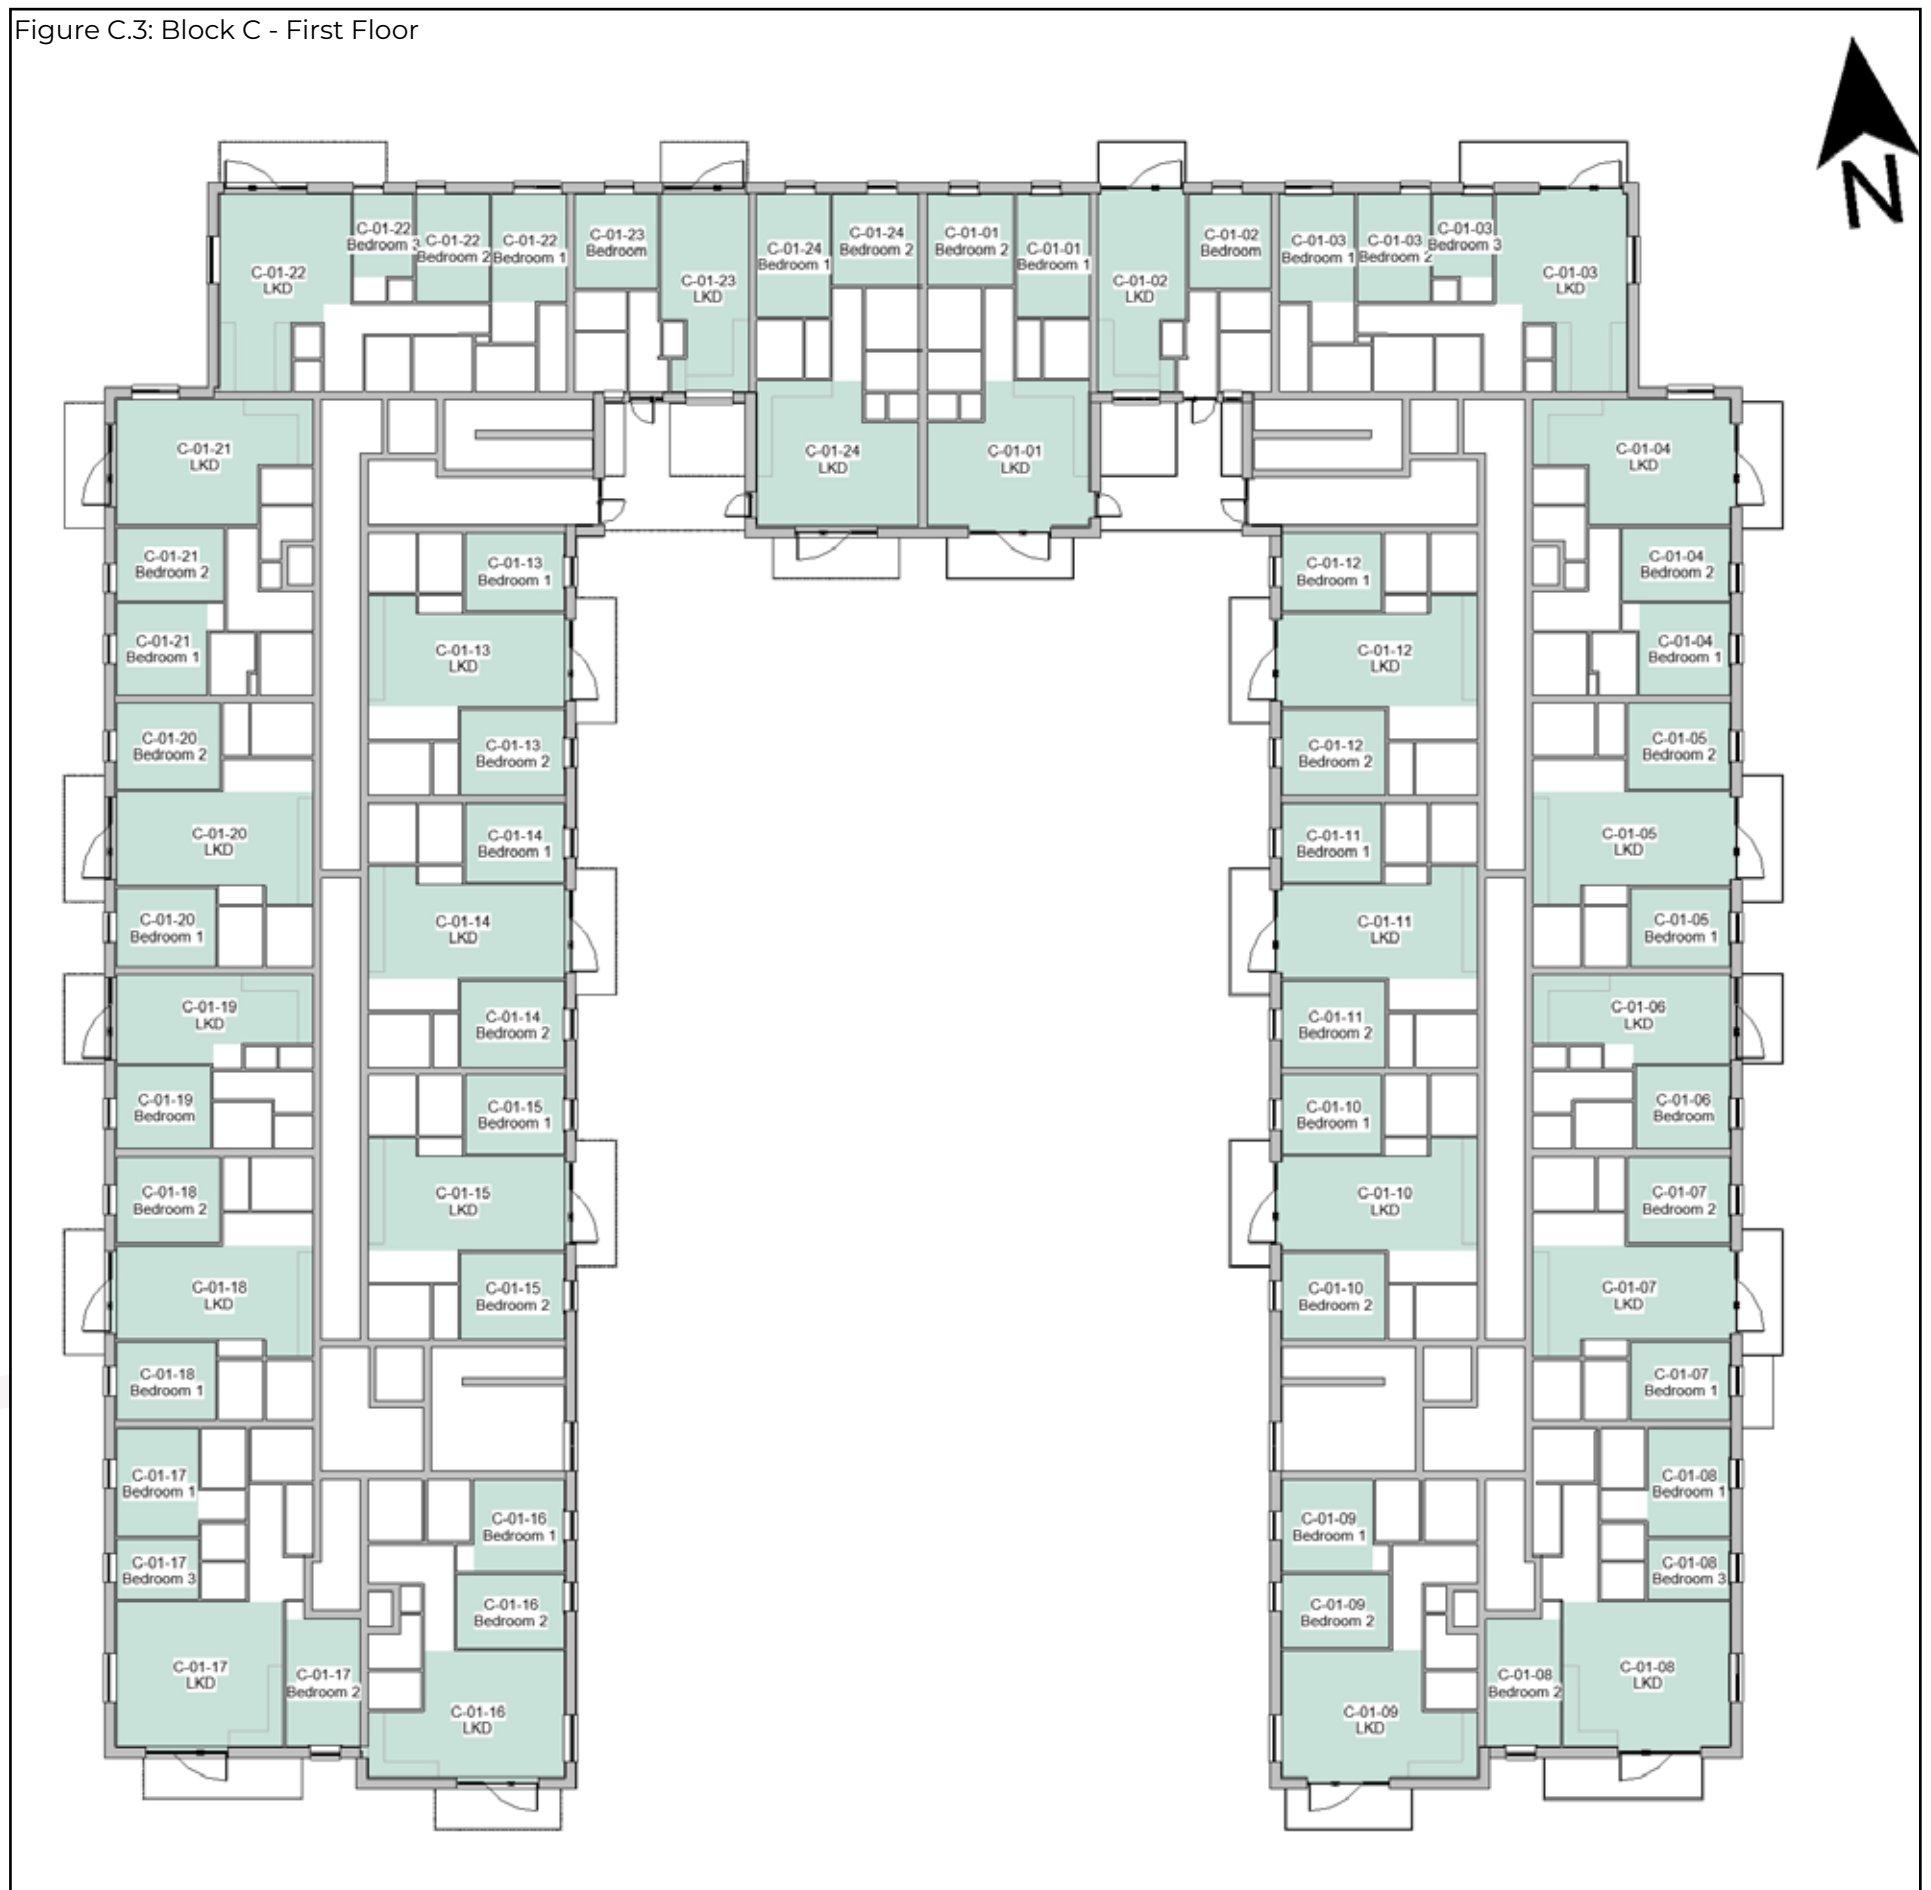 Figure C.3: Block C - First Floor
N
C-01-22
LKD
C-01-22
Bedroom 3
C-01-22
Bedroom 2
C-01-22
Bedroom 1
C-01-23
Bedroom
C-01-23
LKD
C-01-24
Bedroom 1
C-01-24
Bedroom 2
C-01-01
Bedroom 2
C-01-01
Bedroom 1
C-01-02
LKD
C-01-02
Bedroom
C-01-03
Bedroom 1
C-01-03
Bedroom 2
C-01-03
Bedroom 3
C-01-03
LKD
C-01-21
LKD
C-01-24
LKD
C-01-01
LKD
C-01-04
LKD
C-01-21
Bedroom 2
C-01-13
Bedroom 1
C-01-12
Bedroom 1
C-01-04
Bedroom 2
C-01-21
Bedroom 1
C-01-13
LKD
C-01-12
LKD
C-01-04
Bedroom 1
C-01-20
Bedroom 2
C-01-13
Bedroom 2
C-01-12
Bedroom 2
C-01-05
Bedroom 2
C-01-20
LKD
C-01-14
Bedroom 1
C-01-11
Bedroom 1
C-01-05
LKD
C-01-20
Bedroom 1
C-01-14
LKD
C-01-11
LKD
C-01-05
Bedroom 1
C-01-19
LKD
C-01-14
Bedroom 2
C-01-11
Bedroom 2
C-01-06
LKD
C-01-19
Bedroom
C-01-15
Bedroom 1
C-01-10
Bedroom 1
C-01-06
Bedroom
C-01-18
Bedroom 2
C-01-15
LKD
C-01-10
LKD
C-01-07
Bedroom 2
C-01-18
LKD
C-01-15
Bedroom 2
C-01-10
Bedroom 2
C-01-07
LKD
C-01-18
Bedroom 1
C-01-07
Bedroom 1
C-01-17
Bedroom 1
C-01-16
Bedroom 1
C-01-09
Bedroom 1
C-01-08
Bedroom 1
C-01-17
Bedroom 3
C-01-16
Bedroom 2
C-01-09
Bedroom 2
C-01-08
Bedroom 3
C-01-17
LKD
C-01-17
Bedroom 2
C-01-16
LKD
C-01-09
LKD
C-01-08
Bedroom 2
C-01-08
LKD